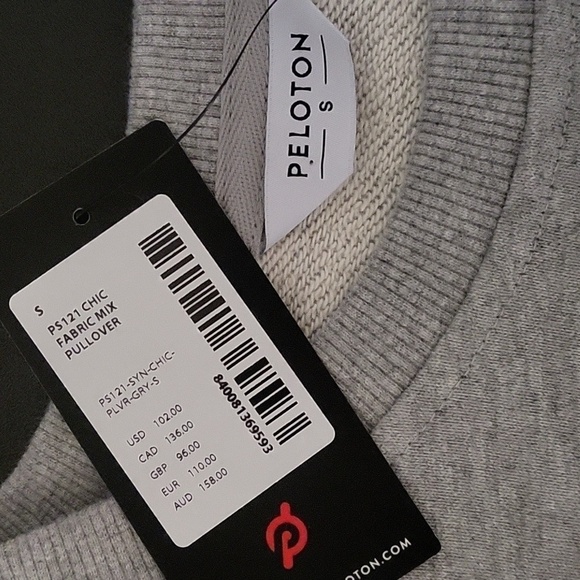 PELOTON
S
S
PS121 CHIC
FABRIC MIX
PULLOVER
PS121-SYN-CHIC-
PLVR-GRY-S
USD 102.00
CAD 136.00
GBP 96.00
EUR 110.00
AUD 158.00
840081369593
LOTON.COM